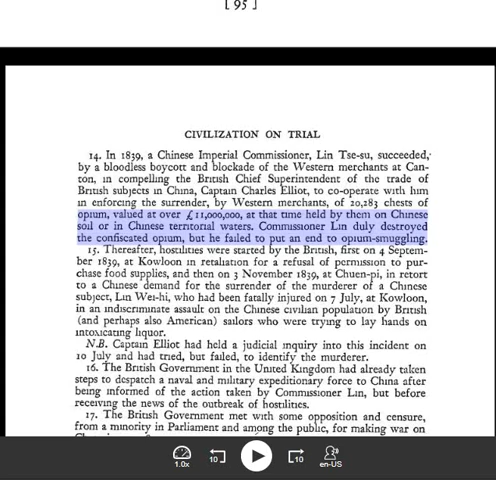 [ 95 ]
CIVILIZATION ON TRIAL
14. In 1839, a Chinese Imperial Commissioner, Lin Tse-su, succeeded,
by a bloodless boycott and blockade of the Western merchants at Can-
ton, in compelling the British Chief Superintendent of the trade of
British subjects in China, Captain Charles Elliot, to co-operate with him
in enforcing the surrender, by Western merchants, of 20,283 chests of
opium, valued at over £11,000,000, at that time held by them on Chinese
soil or in Chinese territorial waters. Commissioner Lin duly destroyed
the confiscated opium, but he failed to put an end to opium-smuggling.
15. Thereafter, hostilities were started by the British, first on 4 Septem-
ber 1839, at Kowloon in retaliation for a refusal of permission to pur-
chase food supplies, and then on 3 November 1839, at Chuen-pi, in retort
to a Chinese demand for the surrender of the murderer of a Chinese
subject, Lin Wei-hi, who had been fatally injured on 7 July, at Kowloon,
in an indiscriminate assault on the Chinese civilian population by British
(and perhaps also American) sailors who were trying to lay hands on
intoxicating liquor.
N.B. Captain Elliot had held a judicial inquiry into this incident on
10 July and had tried, but failed, to identify the murderer.
16. The British Government in the United Kingdom had already taken
steps to despatch a naval and military expeditionary force to China after
being informed of the action taken by Commissioner Lin, but before
receiving the news of the outbreak of hostilities.
17. The British Government met with some opposition and censure,
from a minority in Parliament and among the public, for making war on
1.0x 10 10 en-US